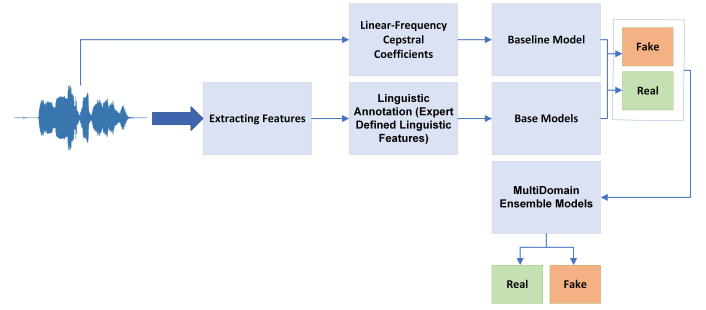 Linear-Frequency
Cepstral
Coefficients
Baseline Model
Fake
Real
Extracting Features
Linguistic
Annotation (Expert
Defined Linguistic
Features)
Base Models
MultiDomain
Ensemble Models
Real
Fake